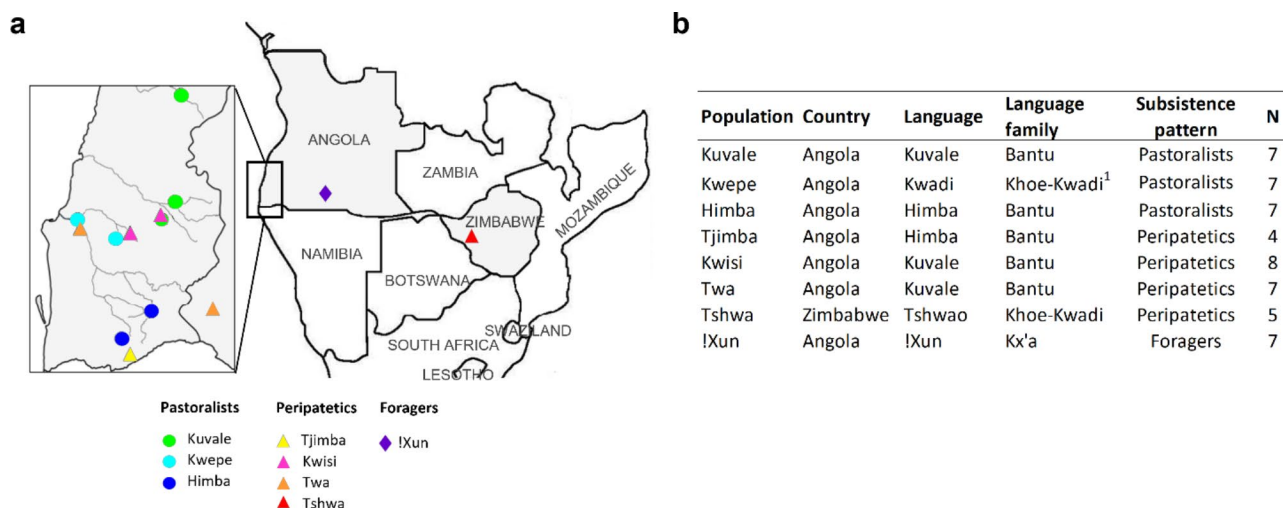 a
ANGOLA
ZAMBIA
MOZAMBIQUE
ZIMBABWE
NAMIBIA
BOTSWANA
SWAZILAND
SOUTH AFRICA
LESOTHO
Pastoralists Peripatetics Foragers
Kuvale Tjimba !Xun
Kwepe Kwisi
Himba Twa
Tshwa
b
Population Country Language Language family Subsistence pattern N
Kuvale Angola Kuvale Bantu Pastoralists 7
Kwepe Angola Kwadi Khoe-Kwadi¹ Pastoralists 7
Himba Angola Himba Bantu Pastoralists 7
Tjimba Angola Himba Bantu Peripatetics 4
Kwisi Angola Kuvale Bantu Peripatetics 8
Twa Angola Kuvale Bantu Peripatetics 7
Tshwa Zimbabwe Tshwao Khoe-Kwadi Peripatetics 5
!Xun Angola !Xun Kx'a Foragers 7